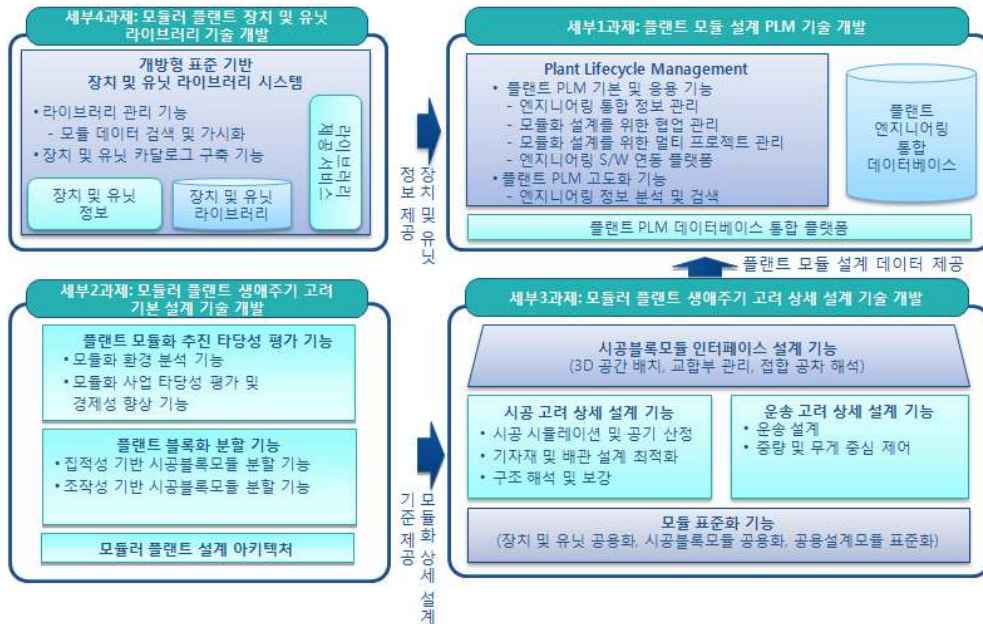 세부4과제: 모듈러 플랜트 장치 및 유닛
라이브러리 기술 개발
개방형 표준 기반
장치 및 유닛 라이브러리 시스템
• 라이브러리 관리 기능
- 모듈 데이터 검색 및 가시화
• 장치 및 유닛 카달로그 구축 기능
장치 및 유닛
정보
장치 및 유닛
라이브러리
라이브러리
제공 서비스
장치 및 유닛
정보 제공
세부1과제: 플랜트 모듈 설계 PLM 기술 개발
Plant Lifecycle Management
• 플랜트 PLM 기본 및 응용 기능
- 엔지니어링 통합 정보 관리
- 모듈화 설계를 위한 협업 관리
- 모듈화 설계를 위한 멀티 프로젝트 관리
- 엔지니어링 S/W 연동 플랫폼
• 플랜트 PLM 고도화 기능
- 엔지니어링 정보 분석 및 검색
플랜트
엔지니어링
통합
데이터베이스
플랜트 PLM 데이터베이스 통합 플랫폼
플랜트 모듈 설계 데이터 제공
세부2과제: 모듈러 플랜트 생애주기 고려
기본 설계 기술 개발
플랜트 모듈화 추진 타당성 평가 기능
• 모듈화 환경 분석 기능
• 모듈화 사업 타당성 평가 및
경제성 향상 기능
플랜트 블록화 분할 기능
• 집적성 기반 시공블록모듈 분할 기능
• 조작성 기반 시공블록모듈 분할 기능
모듈러 플랜트 설계 아키텍처
모듈화 상세 설계
기준 제공
세부3과제: 모듈러 플랜트 생애주기 고려 상세 설계 기술 개발
시공블록모듈 인터페이스 설계 기능
(3D 공간 배치, 교합부 관리, 접합 공차 해석)
시공 고려 상세 설계 기능
• 시공 시뮬레이션 및 공기 산정
• 기자재 및 배관 설계 최적화
• 구조 해석 및 보강
운송 고려 상세 설계 기능
• 운송 설계
• 중량 및 무게 중심 제어
모듈 표준화 기능
(장치 및 유닛 공용화, 시공블록모듈 공용화, 공용설계모듈 표준화)